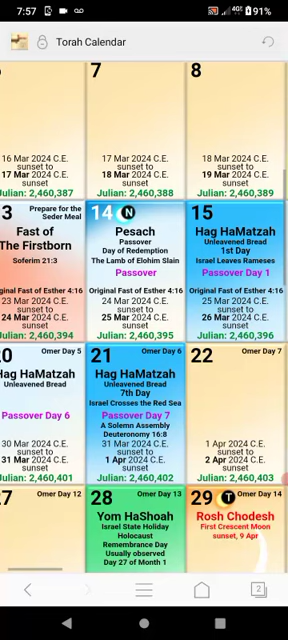 7:57
4G
91%
Torah Calendar
7
8
16 Mar 2024 C.E.
sunset to
17 Mar 2024 C.E.
sunset
Julian: 2,460,387
17 Mar 2024 C.E.
sunset to
18 Mar 2024 C.E.
sunset
Julian: 2,460,388
18 Mar 2024 C.E.
sunset to
19 Mar 2024 C.E.
sunset
Julian: 2,460,389
3
Prepare for the
Seder Meal
Fast of
The Firstborn
Soferim 21:3
iginal Fast of Esther 4:16
23 Mar 2024 C.E.
sunset to
24 Mar 2024 C.E.
sunset
Julian: 2,460,394
14 N
Pesach
Passover
Day of Redemption
The Lamb of Elohim Slain
Passover
Original Fast of Esther 4:16
24 Mar 2024 C.E.
sunset to
25 Mar 2024 C.E.
sunset
Julian: 2,460,395
15
Hag HaMatzah
Unleavened Bread
1st Day
Israel Leaves Rameses
Passover Day 1
Original Fast of Esther 4:16
25 Mar 2024 C.E.
sunset to
26 Mar 2024 C.E.
sunset
Julian: 2,460,396
20
Omer Day 5
Hag HaMatzah
Unleavened Bread
Passover Day 6
30 Mar 2024 C.E.
sunset to
31 Mar 2024 C.E.
sunset
Julian: 2,460,401
21
Omer Day 6
Hag HaMatzah
Unleavened Bread
7th Day
Israel Crosses the Red Sea
Passover Day 7
A Solemn Assembly
Deuteronomy 16:8
31 Mar 2024 C.E.
sunset to
1 Apr 2024 C.E.
sunset
Julian: 2,460,402
22
Omer Day 7
1 Apr 2024 C.E.
sunset to
2 Apr 2024 C.E.
sunset
Julian: 2,460,403
27
Omer Day 12
28
Omer Day 13
Yom HaShoah
Israel State Holiday
Holocaust
Remembrance Day
Usually observed
Day 27 of Month 1
29 T
Omer Day 14
Rosh Chodesh
First Crescent Moon
sunset, 9 Apr
2